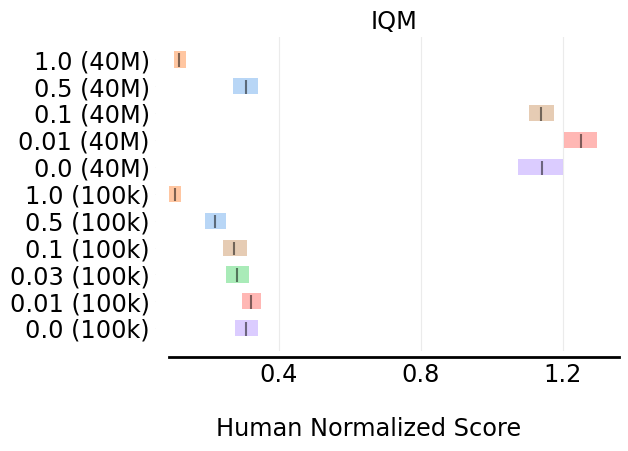 IQM
1.0 (40M)
0.5 (40M)
0.1 (40M)
0.01 (40M)
0.0 (40M)
1.0 (100k)
0.5 (100k)
0.1 (100k)
0.03 (100k)
0.01 (100k)
0.0 (100k)
0.4 0.8 1.2
Human Normalized Score